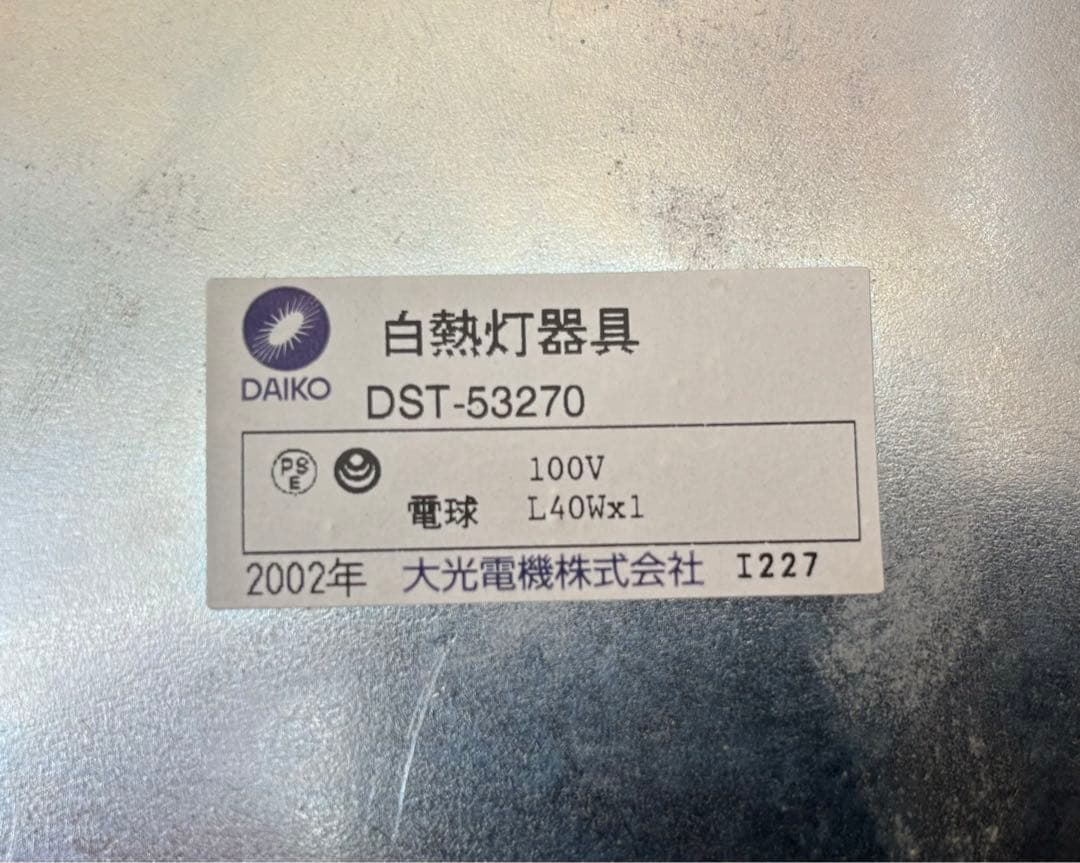 白熱灯器具
DAIKO
DST-53270
PS
E
100V
電球 L40Wx1
2002年 大光電機株式会社 I227